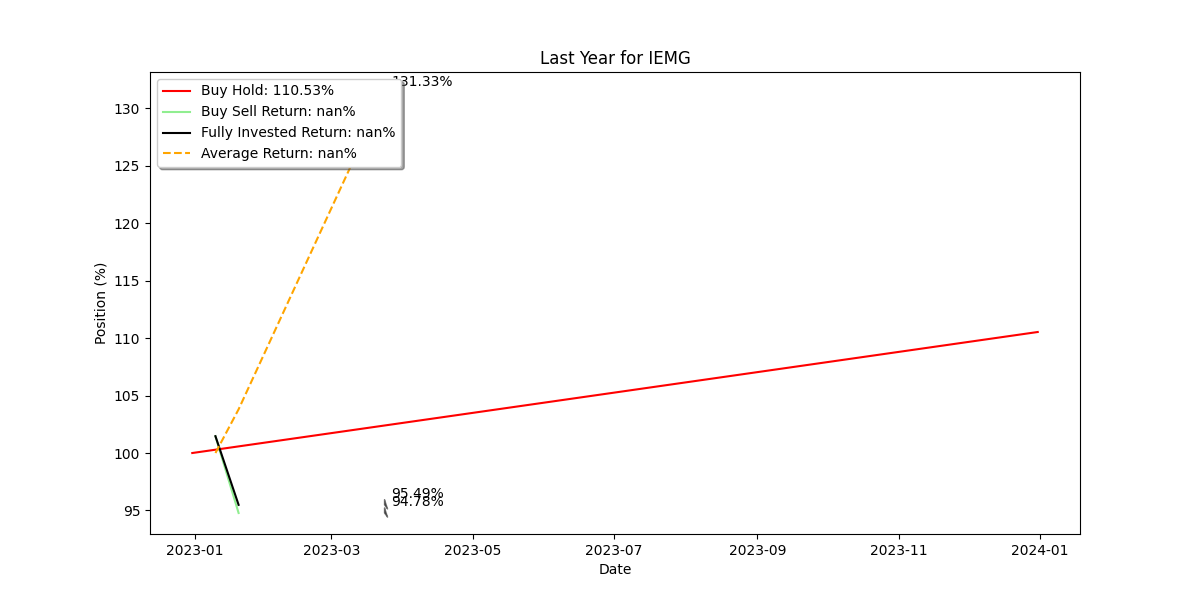 Last Year for IEMG
131.33%
Buy Hold: 110.53%
Buy Sell Return: nan%
Fully Invested Return: nan%
Average Return: nan%
130
125
120
115
110
105
100
95
Position (%)
95.49%
94.78%
2023-01
2023-03
2023-05
2023-07
2023-09
2023-11
2024-01
Date